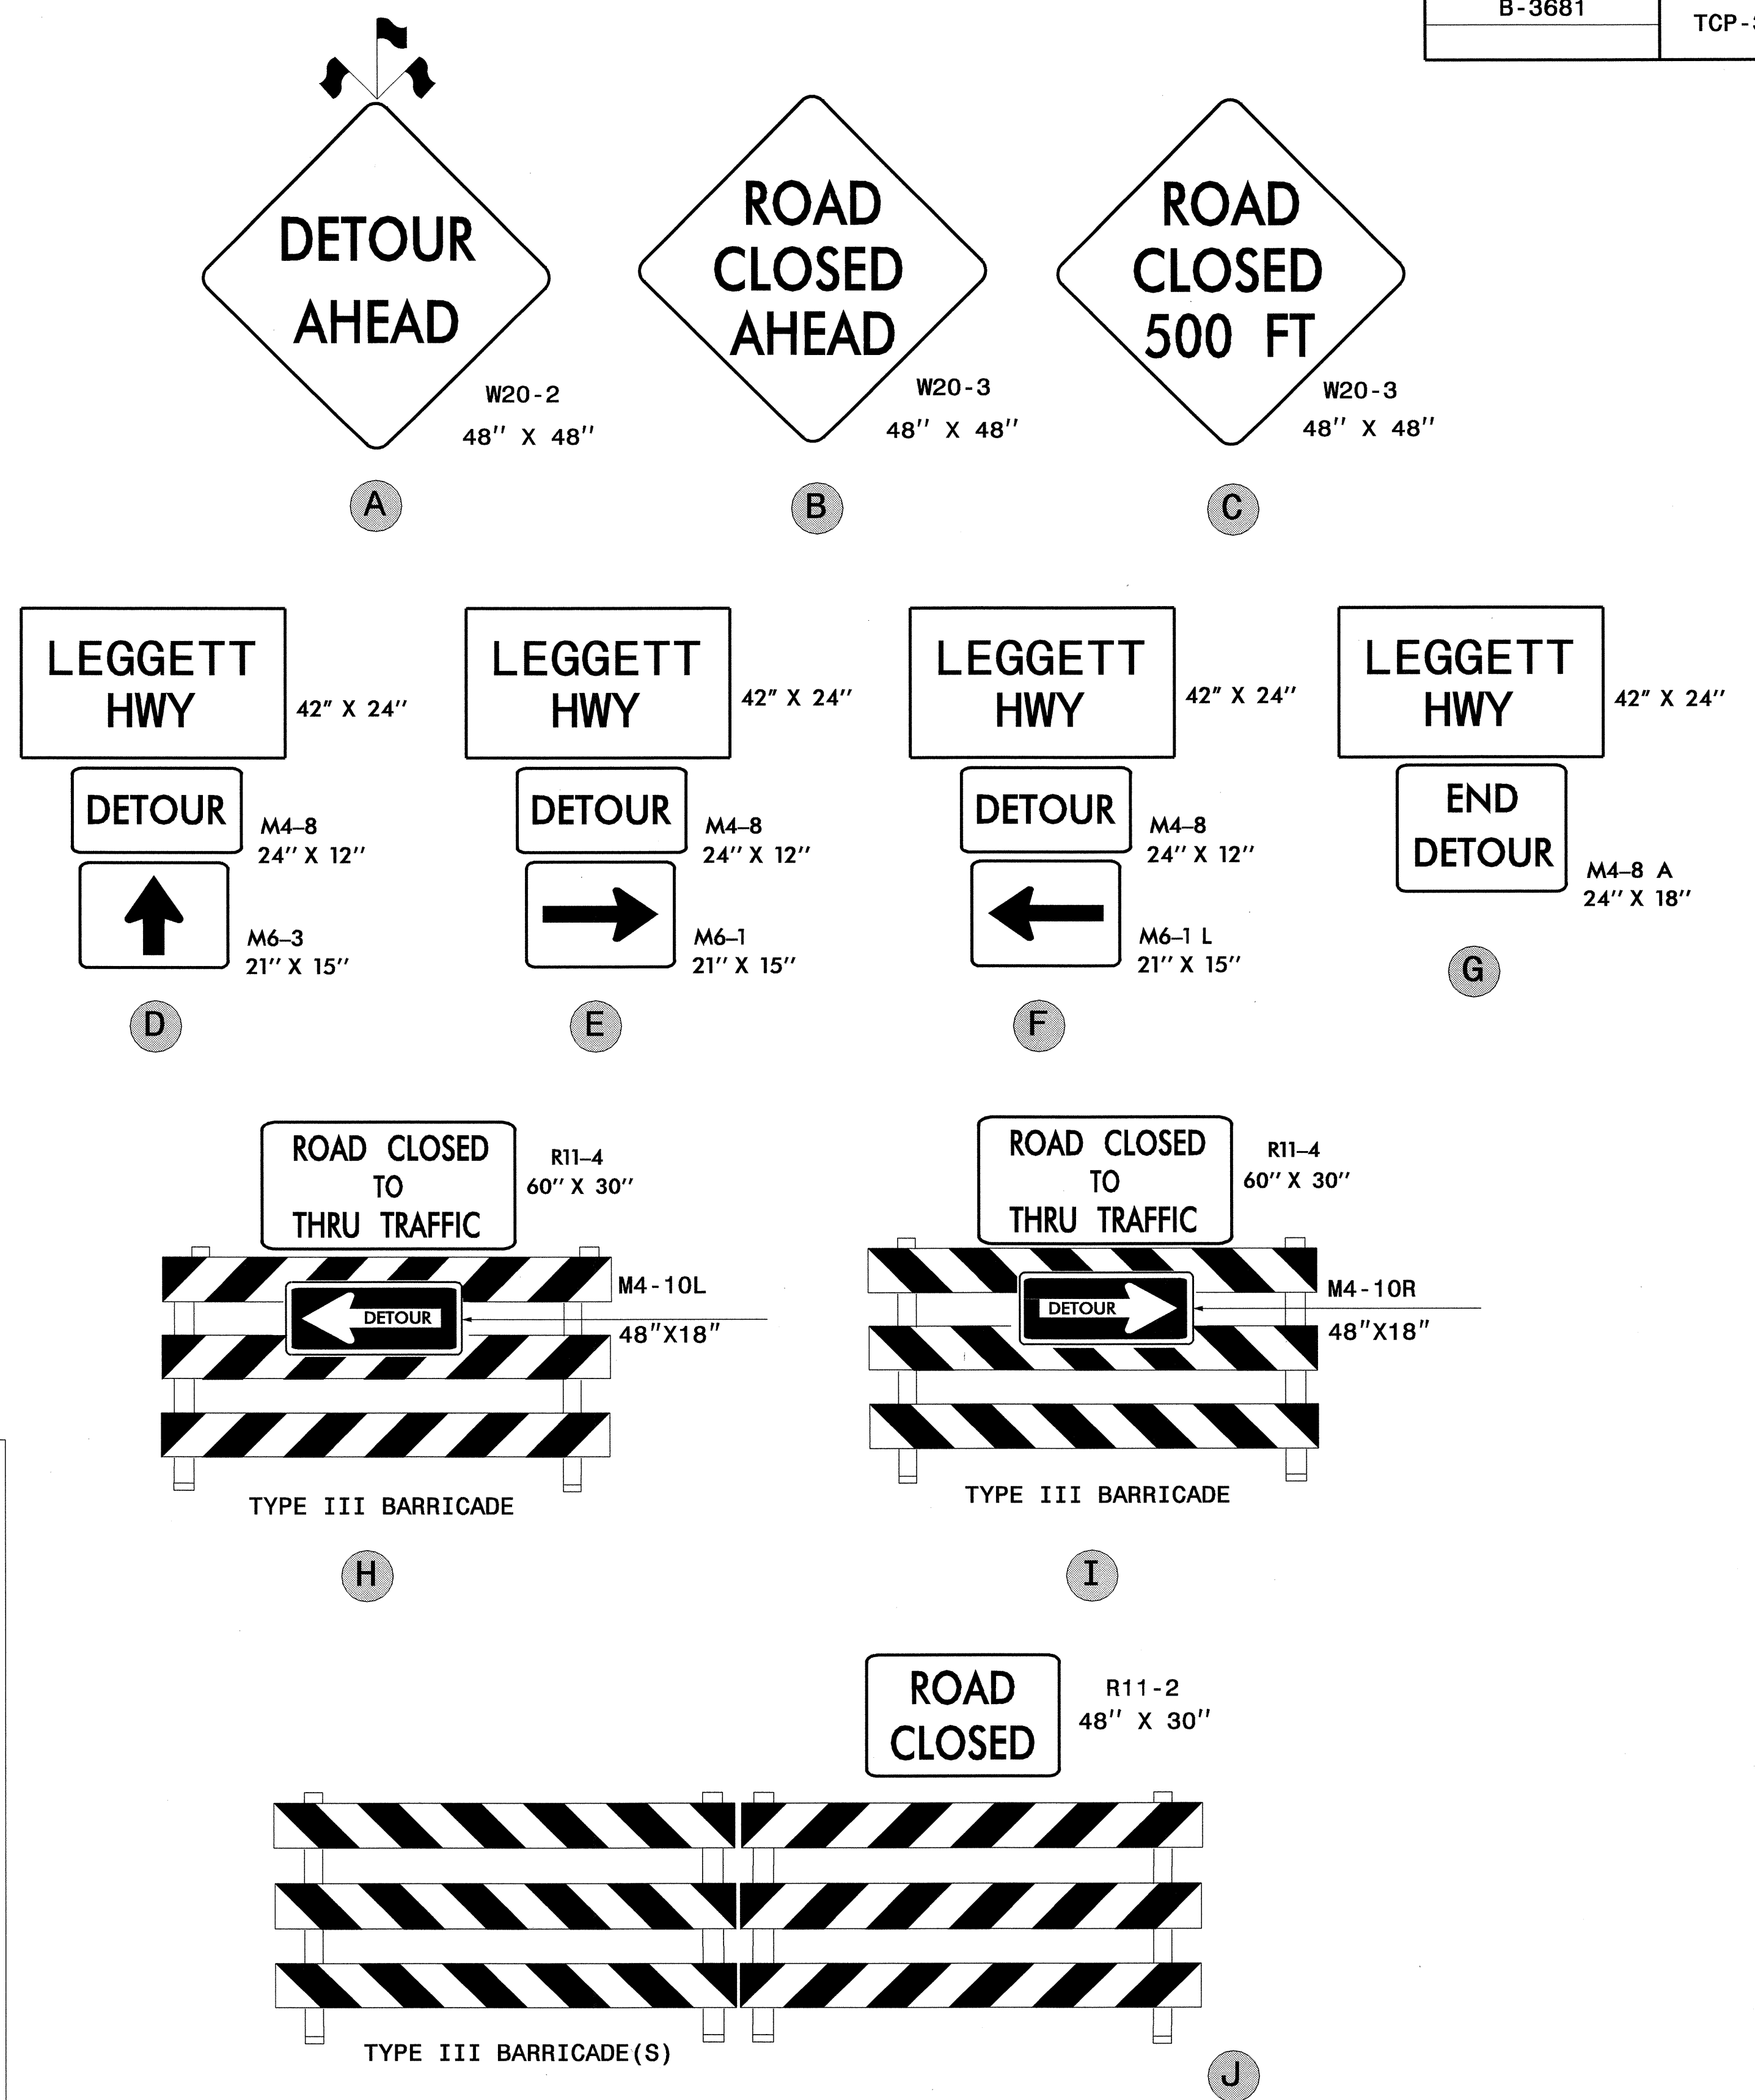 B-3681
TCP-
DETOUR
AHEAD
W20-2
48'' X 48''
A
ROAD
CLOSED
AHEAD
W20-3
48'' X 48''
B
ROAD
CLOSED
500 FT
W20-3
48'' X 48''
C
LEGGETT
HWY
42'' X 24''
DETOUR
M4-8
24'' X 12''
M6-3
21'' X 15''
D
LEGGETT
HWY
42'' X 24''
DETOUR
M4-8
24'' X 12''
M6-1
21'' X 15''
E
LEGGETT
HWY
42'' X 24''
DETOUR
M4-8
24'' X 12''
M6-1 L
21'' X 15''
F
LEGGETT
HWY
42'' X 24''
END
DETOUR
M4-8 A
24'' X 18''
G
ROAD CLOSED
TO
THRU TRAFFIC
R11-4
60'' X 30''
DETOUR
M4-10L
48"X18"
TYPE III BARRICADE
H
ROAD CLOSED
TO
THRU TRAFFIC
R11-4
60'' X 30''
DETOUR
M4-10R
48"X18"
TYPE III BARRICADE
I
ROAD
CLOSED
R11-2
48'' X 30''
TYPE III BARRICADE(S)
J